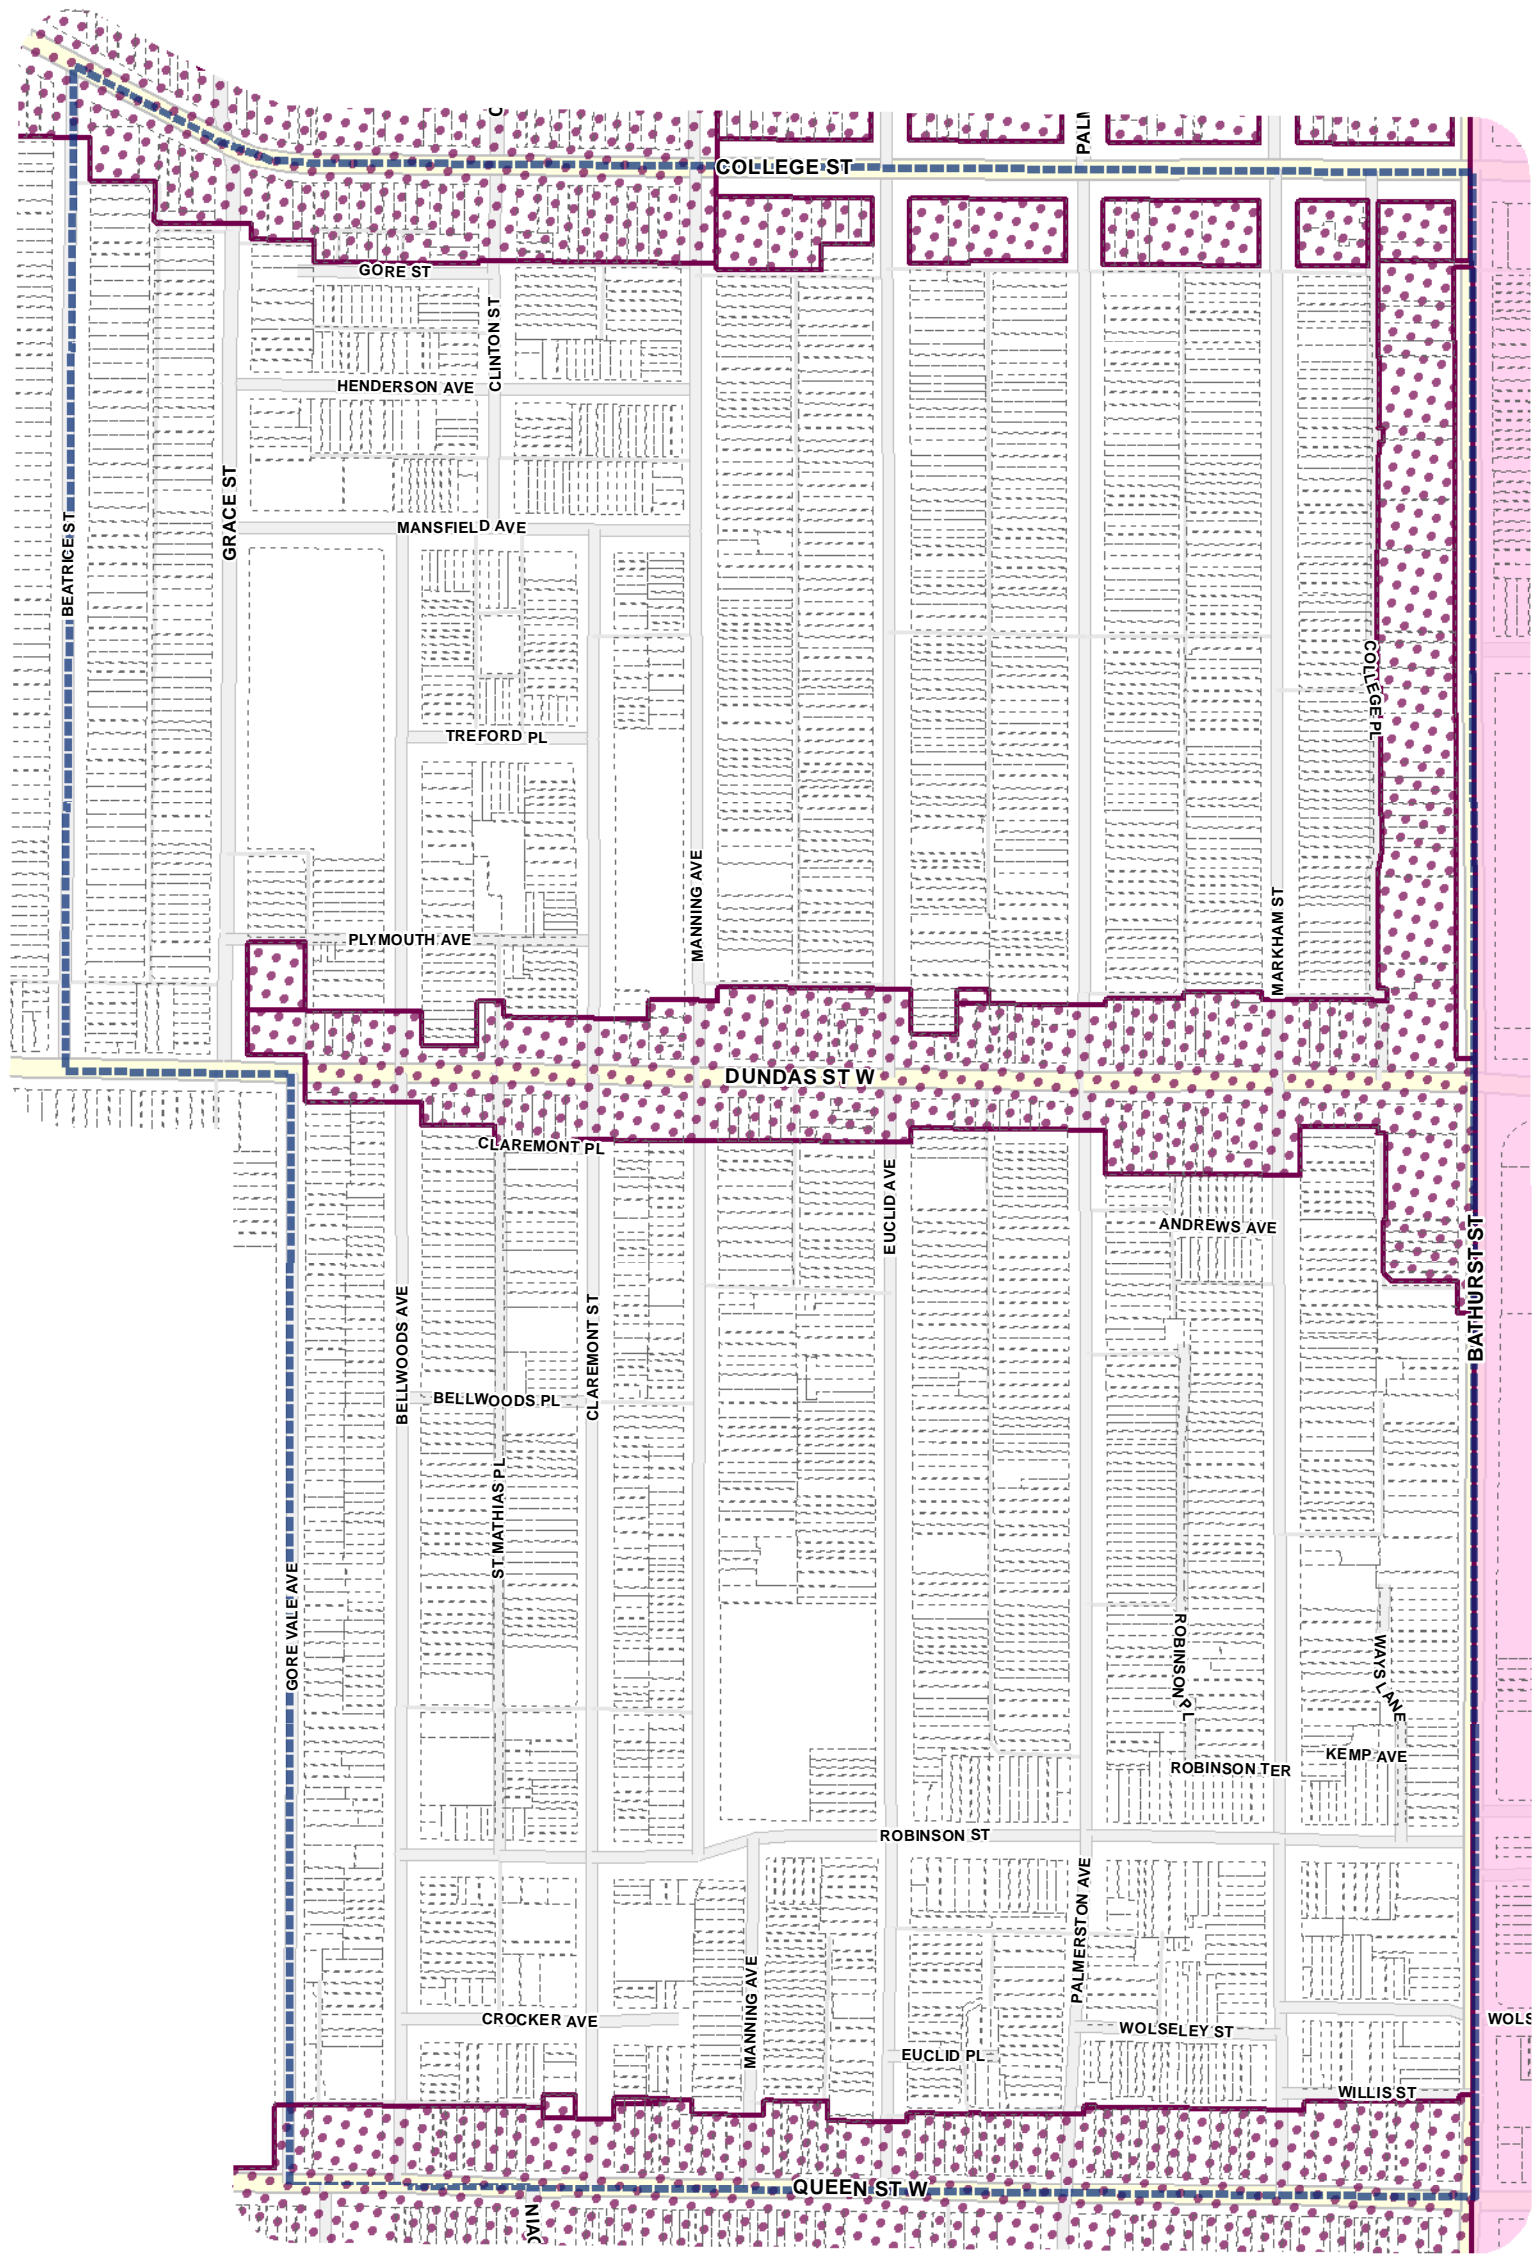 COLLEGE ST
GORE ST
CLINTON ST
HENDERSON AVE
GRACE ST
MANSFIELD AVE
BEATRICE ST
COLLEGE PL
TREFORD PL
MANNING AVE
MARKHAM ST
PLYMOUTH AVE
DUNDAS ST W
CLAREMONT PL
EUCLID AVE
ANDREWS AVE
BATHURST ST
BELLWOODS AVE
CLAREMONT ST
BELLWOODS PL
ST MATHIAS PL
GORE VALE AVE
ROBINSON PL
WAYS LANE
KEMP AVE
ROBINSON TER
ROBINSON ST
PALMERSTON AVE
MANNING AVE
CROCKER AVE
WOLSELEY ST
WOLS
EUCLID PL
WILLIS ST
QUEEN ST W